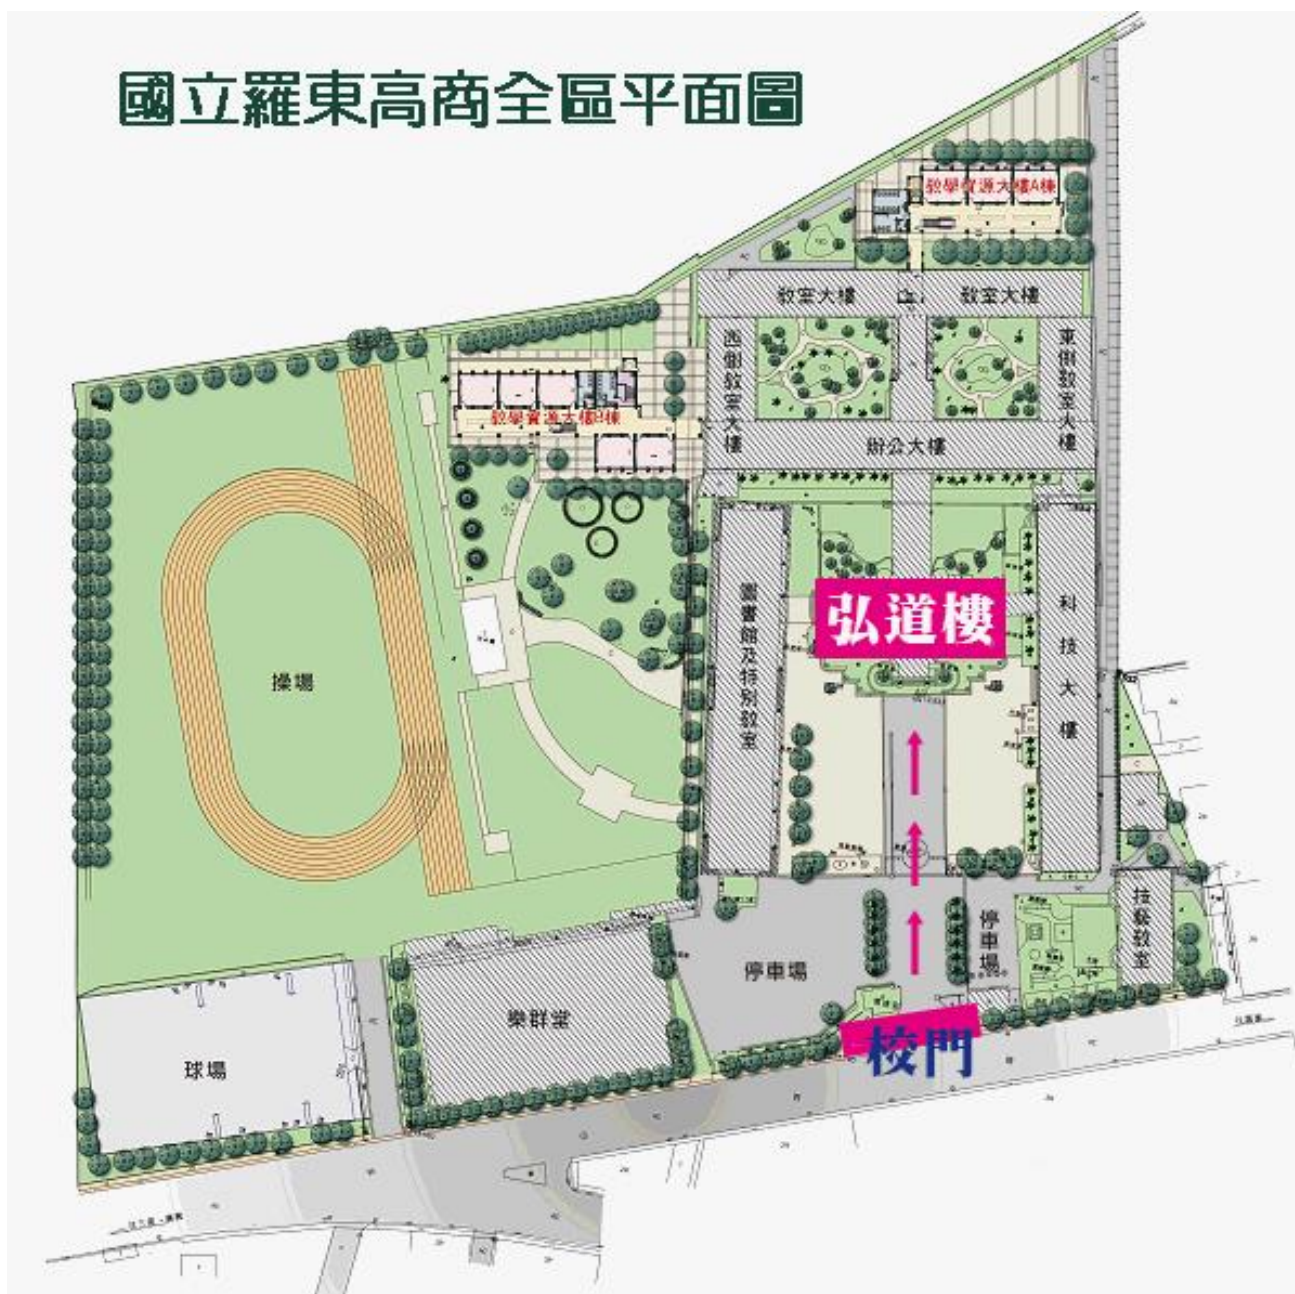 國立羅東高商全區平面圖
教學資源大樓A棟
教室大樓
教室大樓
西側教室大樓
東側教室大樓
教學資源大樓B棟
辦公大樓
弘道樓
圖書館及特別教室
科技大樓
操場
停車場
停車場
技藝教室
樂群堂
球場
校門